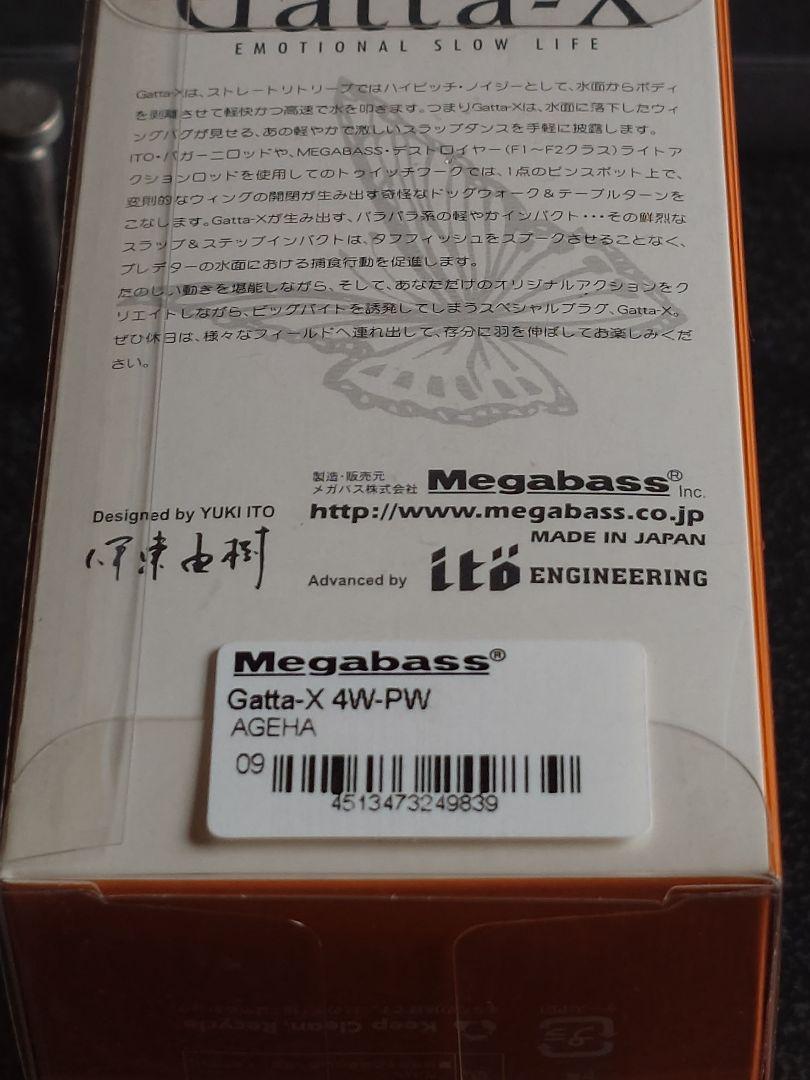 Gatta-X
EMOTIONAL SLOW LIFE
Gatta-Xは、ストレートリトリーブではハイピッチ・ノイジーとして、水面からボディ
を剥離させて軽快かつ高速で水を叩きます。つまりGatta-Xは、水面に落下したウィ
ングバグが見せる、あの軽やかで激しいスラップダンスを手軽に披露します。
ITO・パガーニロッドや、MEGABASS・デストロイヤー(F1〜F2クラス)ライトア
クションロッドを使用してのトゥイッチワークでは、1点のピンスポット上で、
変則的なウィングの開閉が生み出す奇怪なドッグウォーク&テーブルターンを
こなします。Gatta-Xが生み出す、パラパラ系の軽やかインパクト・・・その鮮烈な
スラップ&ステップインパクトは、タフフィッシュをスプークさせることなく、
プレデターの水面における捕食行動を促進します。
たのしい動きを堪能しながら、そして、あなただけのオリジナルアクションをク
リエイトしながら、ビッグバイトを誘発してしまうスペシャルプラグ、Gatta-X。
ぜひ休日は、様々なフィールドへ連れ出して、存分に羽を伸ばしてお楽しみくだ
さい。
製造・販売元
メガバス株式会社 Megabass® Inc.
Designed by YUKI ITO
http://www.megabass.co.jp
伊東由樹
MADE IN JAPAN
Advanced by itö ENGINEERING
Megabass®
Gatta-X 4W-PW
AGEHA
09
4513473249839
Keep Clean, Recycle.